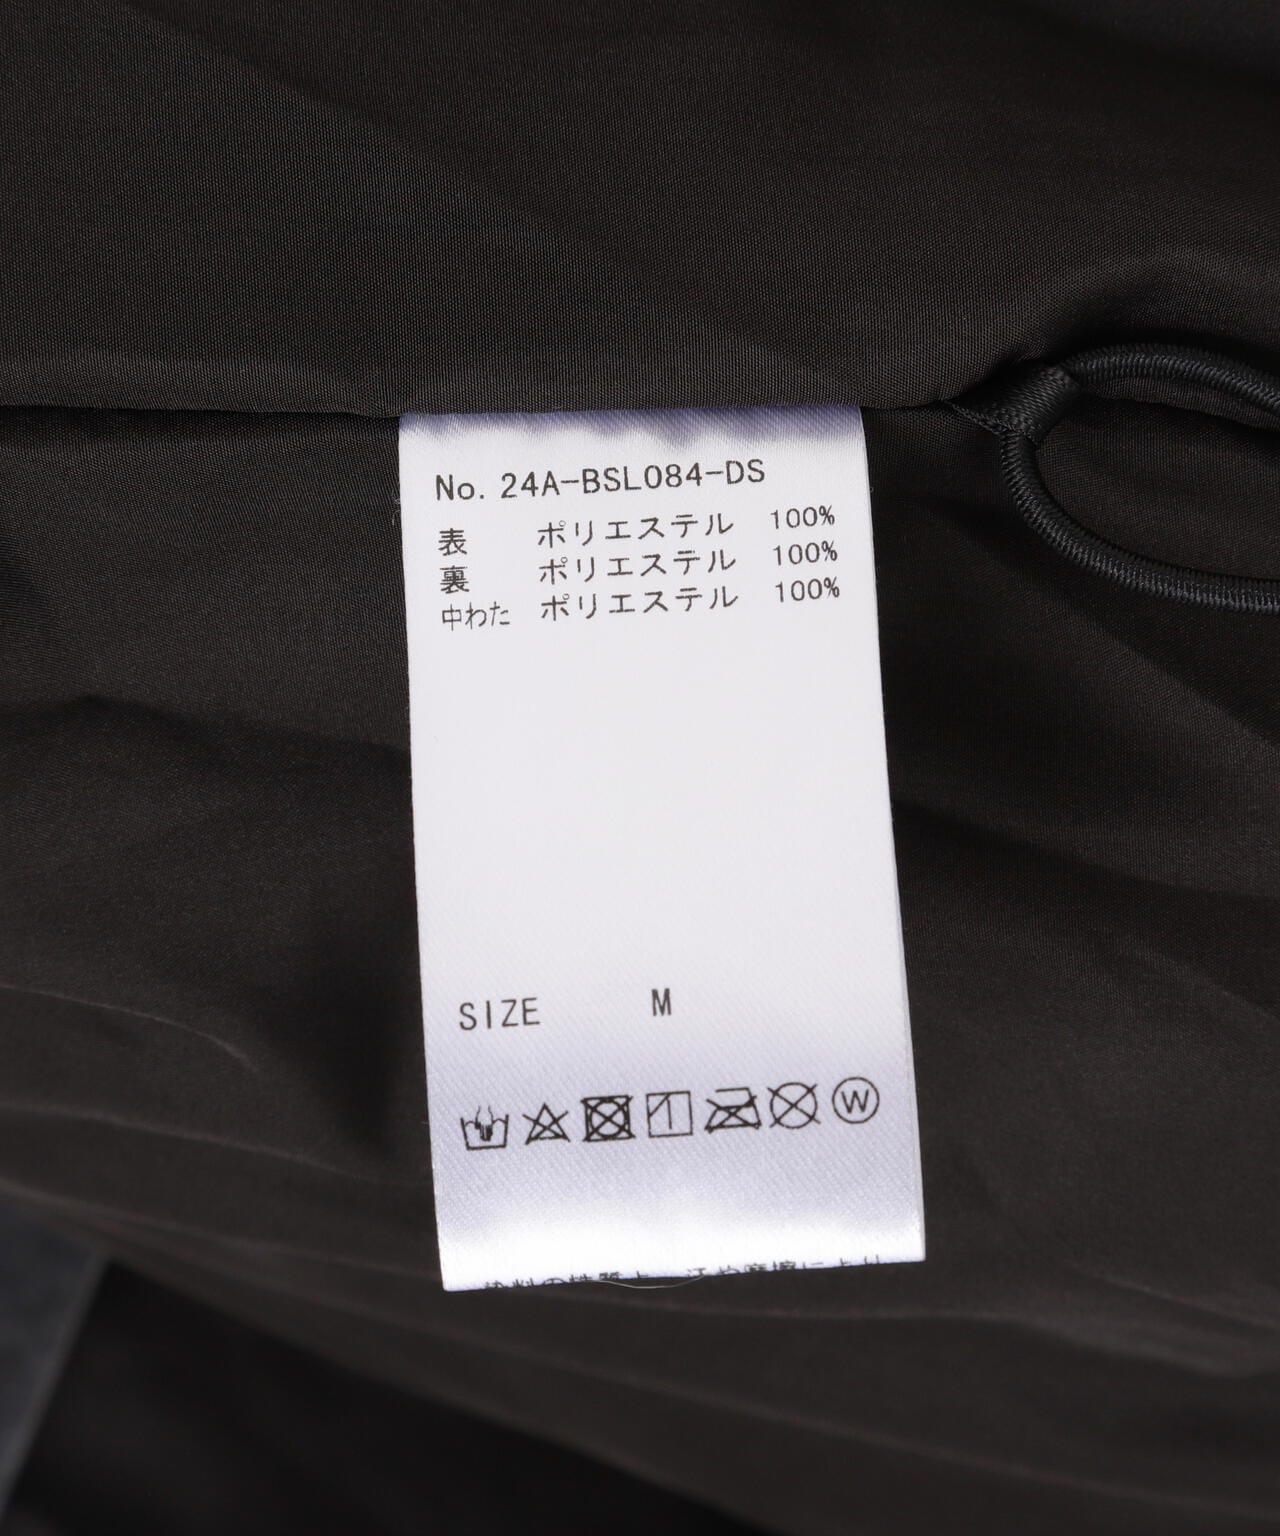 No. 24A-BSL084-DS
表 ポリエステル 100%
裏 ポリエステル 100%
中わた ポリエステル 100%
SIZE M
W